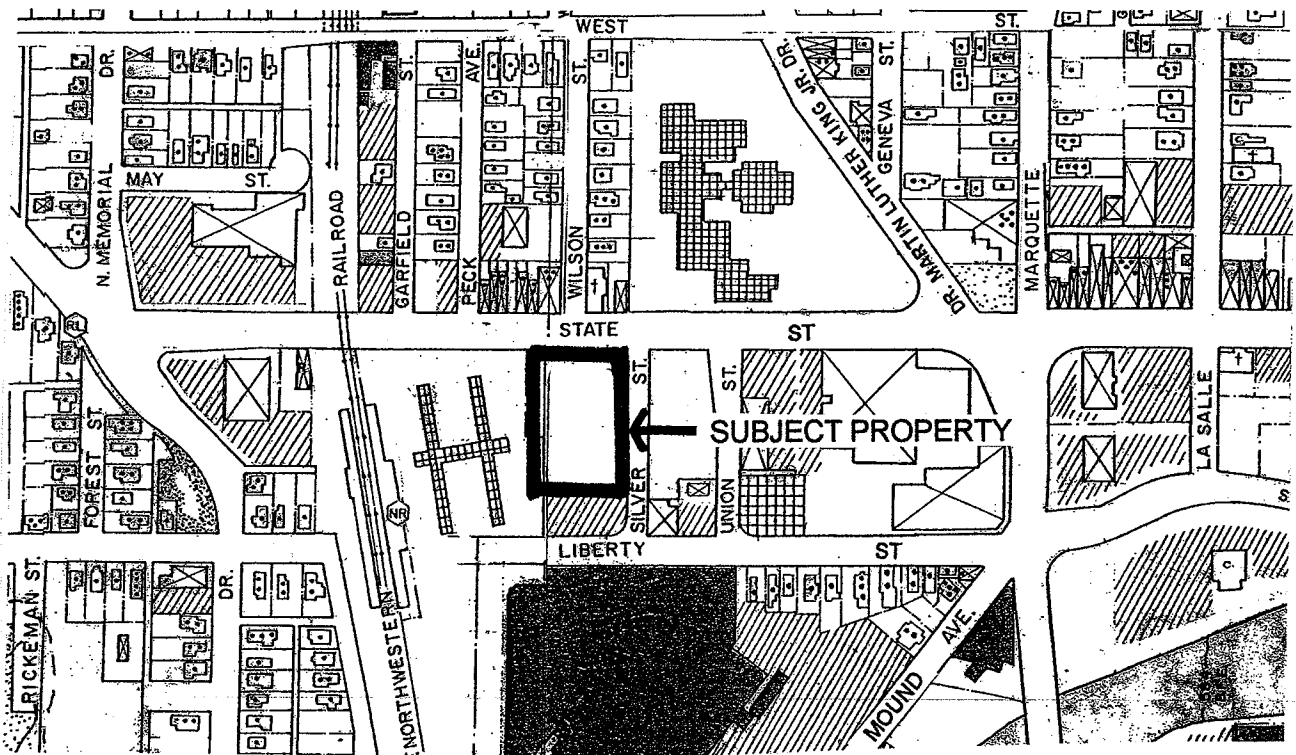 WEST
ST.
DR.
ST.
AVE.
ST.
DR. MARTIN LUTHER KING JR. DR.
GENEVA
ST.
MAY
ST.
N. MEMORIAL
RAILROAD
GARFIELD
PECK
WILSON
MARQUETTE
STATE
ST
ST.
ST.
SUBJECT PROPERTY
FOREST ST.
NR
SILVER
UNION
LA SALLE
LIBERTY
ST
RICKEMAN ST.
DR.
NORTHWESTERN
MOUND
AVE.
C.